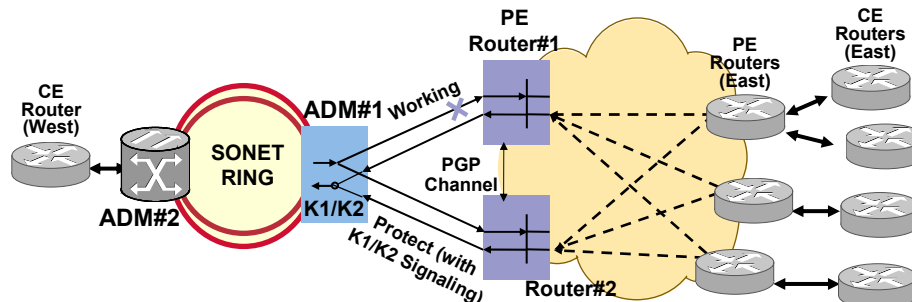 CE
Router
(West)
ADM#2
SONET
RING
ADM#1
K1/K2
Working
Protect (with
K1/K2 Signaling)
PE
Router#1
PGP
Channel
PE
Router#2
PE
Routers
(East)
CE
Routers
(East)